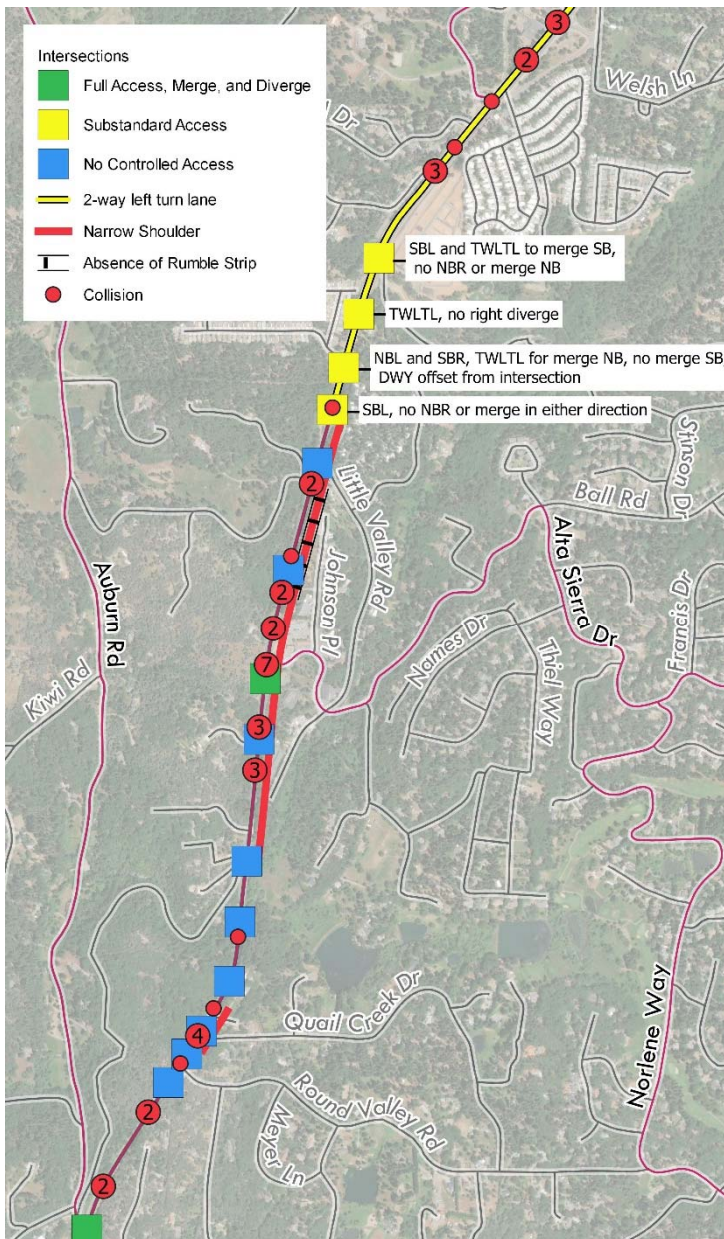 Intersections
Full Access, Merge, and Diverge
Substandard Access
No Controlled Access
2-way left turn lane
Narrow Shoulder
Absence of Rumble Strip
Collision
3
2
Welsh Ln
Dr
3
SBL and TWLTL to merge SB,
no NBR or merge NB
TWLTL, no right diverge
NBL and SBR, TWLTL for merge NB, no merge SB
DWY offset from intersection
SBL, no NBR or merge in either direction
Stinson Dr
Little Valley Rd
2
Ball Rd
Alta Sierra Dr
Johnson Pl
Auburn Rd
2
2
Names Dr
Francis Dr
Kiwi Rd
7
Thiel Way
3
3
Quail Creek Dr
4
Norlene Way
Round Valley Rd
Meyer Ln
2
2